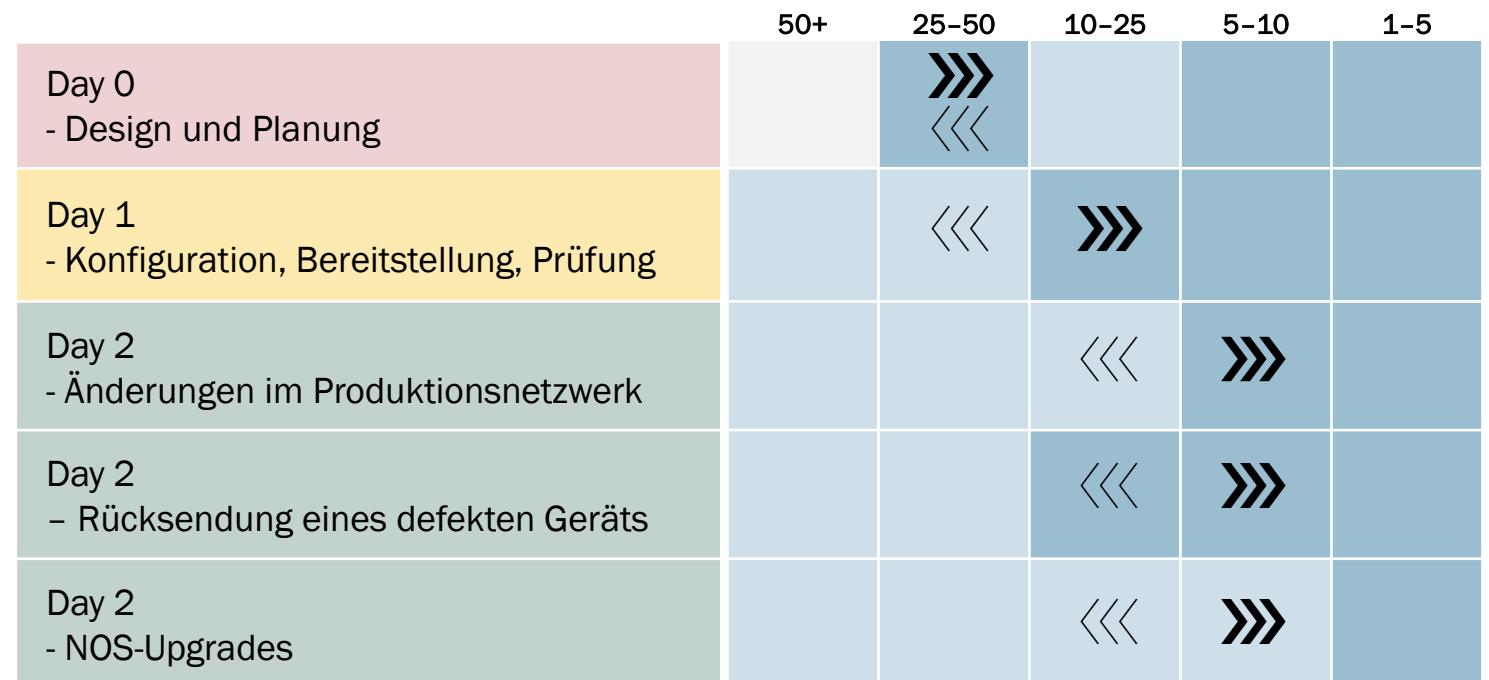 50+ 25–50 10–25 5–10 1–5
Day 0
- Design und Planung
Day 1
- Konfiguration, Bereitstellung, Prüfung
Day 2
- Änderungen im Produktionsnetzwerk
Day 2
– Rücksendung eines defekten Geräts
Day 2
- NOS-Upgrades